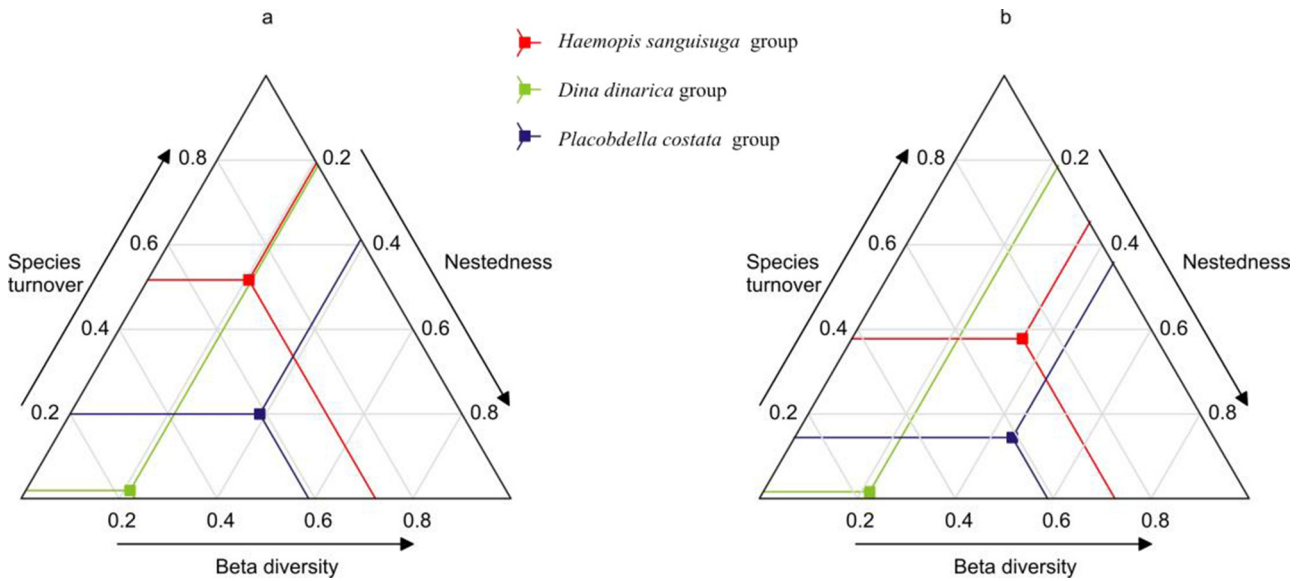 a
b
Haemopis sanguisuga group
Dina dinarica group
Placobdella costata group
0.8
0.2
0.6
0.4
Species
turnover
Nestedness
0.4
0.6
0.2
0.8
0.2
0.4
0.6
0.8
Beta diversity
0.8
0.2
0.6
0.4
Species
turnover
Nestedness
0.4
0.6
0.2
0.8
0.2
0.4
0.6
0.8
Beta diversity